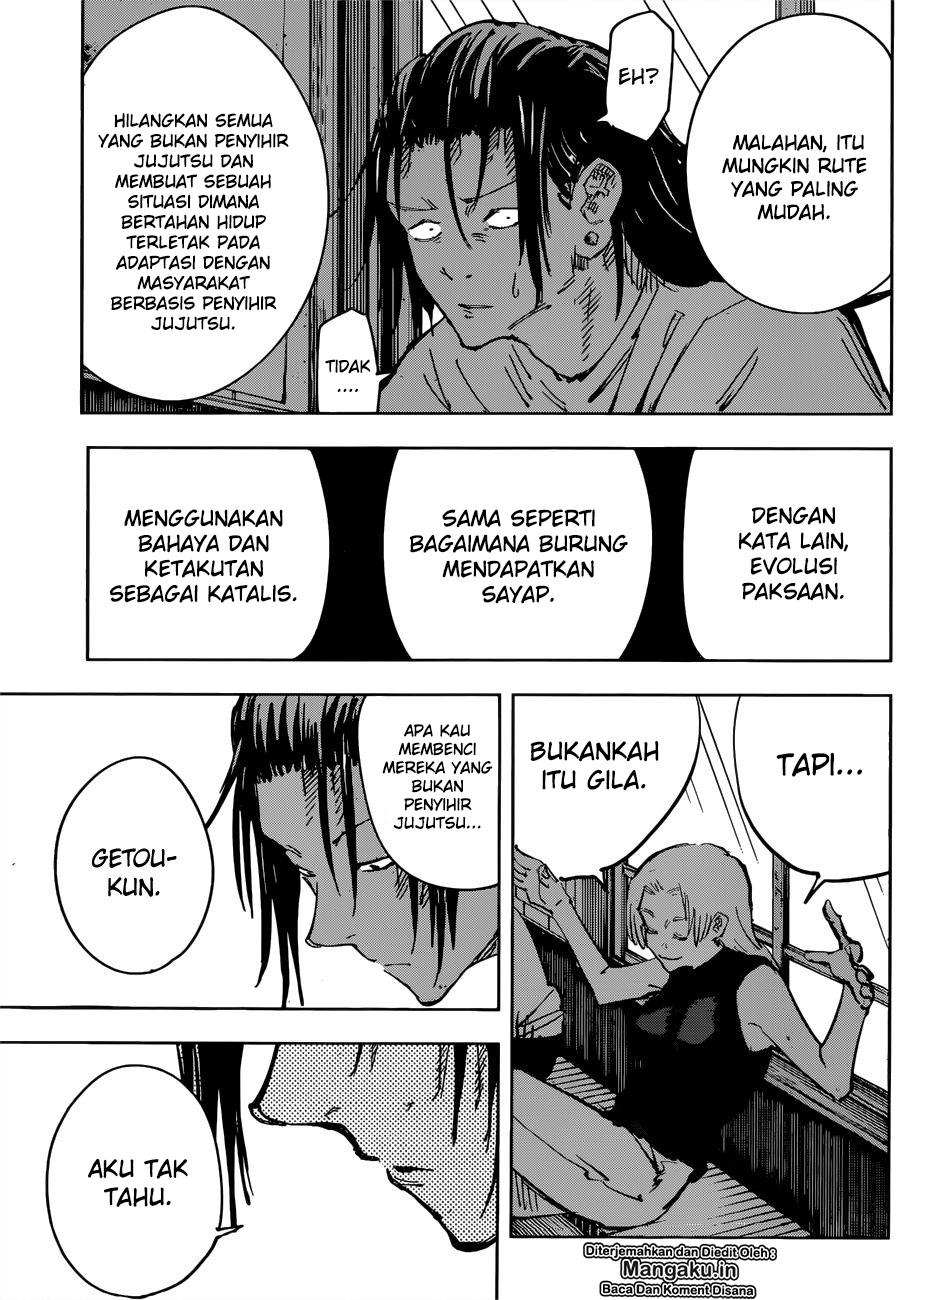 EH?
MALAHAN, ITU
MUNGKIN RUTE
YANG PALING
MUDAH.
HILANGKAN SEMUA
YANG BUKAN PENYIHIR
JUJUTSU DAN
MEMBUAT SEBUAH
SITUASI DIMANA
BERTAHAN HIDUP
TERLETAK PADA
ADAPTASI DENGAN
MASYARAKAT
BERBASIS PENYIHIR
JUJUTSU.
TIDAK
....
DENGAN
KATA LAIN,
EVOLUSI
PAKSAAN.
SAMA SEPERTI
BAGAIMANA BURUNG
MENDAPATKAN
SAYAP.
MENGGUNAKAN
BAHAYA DAN
KETAKUTAN
SEBAGAI KATALIS.
TAPI...
BUKANKAH
ITU GILA.
APA KAU
MEMBENCI
MEREKA YANG
BUKAN
PENYIHIR
JUJUTSU...
GETOU-
KUN.
AKU TAK
TAHU.
Diterjemahkan dan Diedit Oleh:
Mangaku.in
Baca Dan Koment Disana